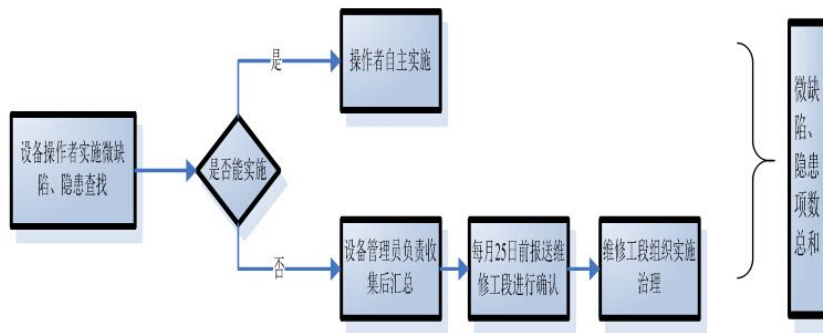 设备操作者实施微缺
陷、隐患查找
是否能实施
是
操作者自主实施
否
设备管理员负责收
集后汇总
每月25日前报送维
修工段进行确认
维修工段组织实施
治理
微缺
陷、
隐患
项数
总和